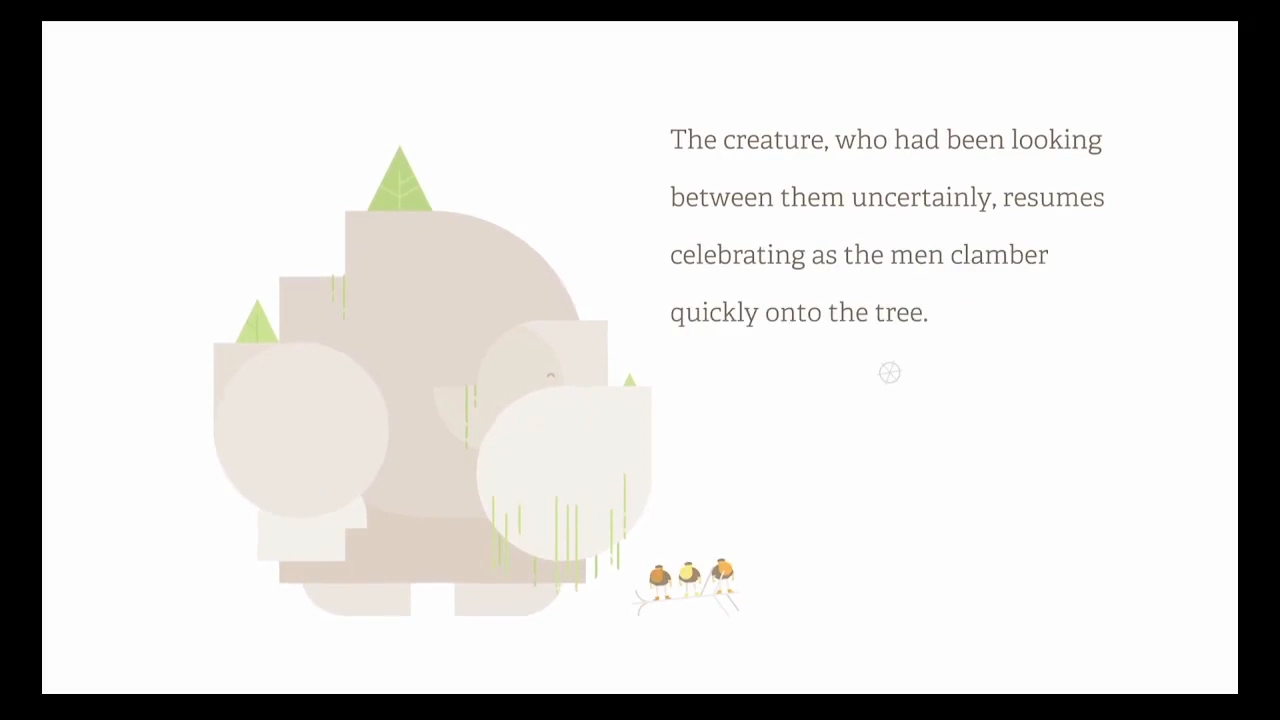 The creature, who had been looking
between them uncertainly, resumes
celebrating as the men clamber
quickly onto the tree.